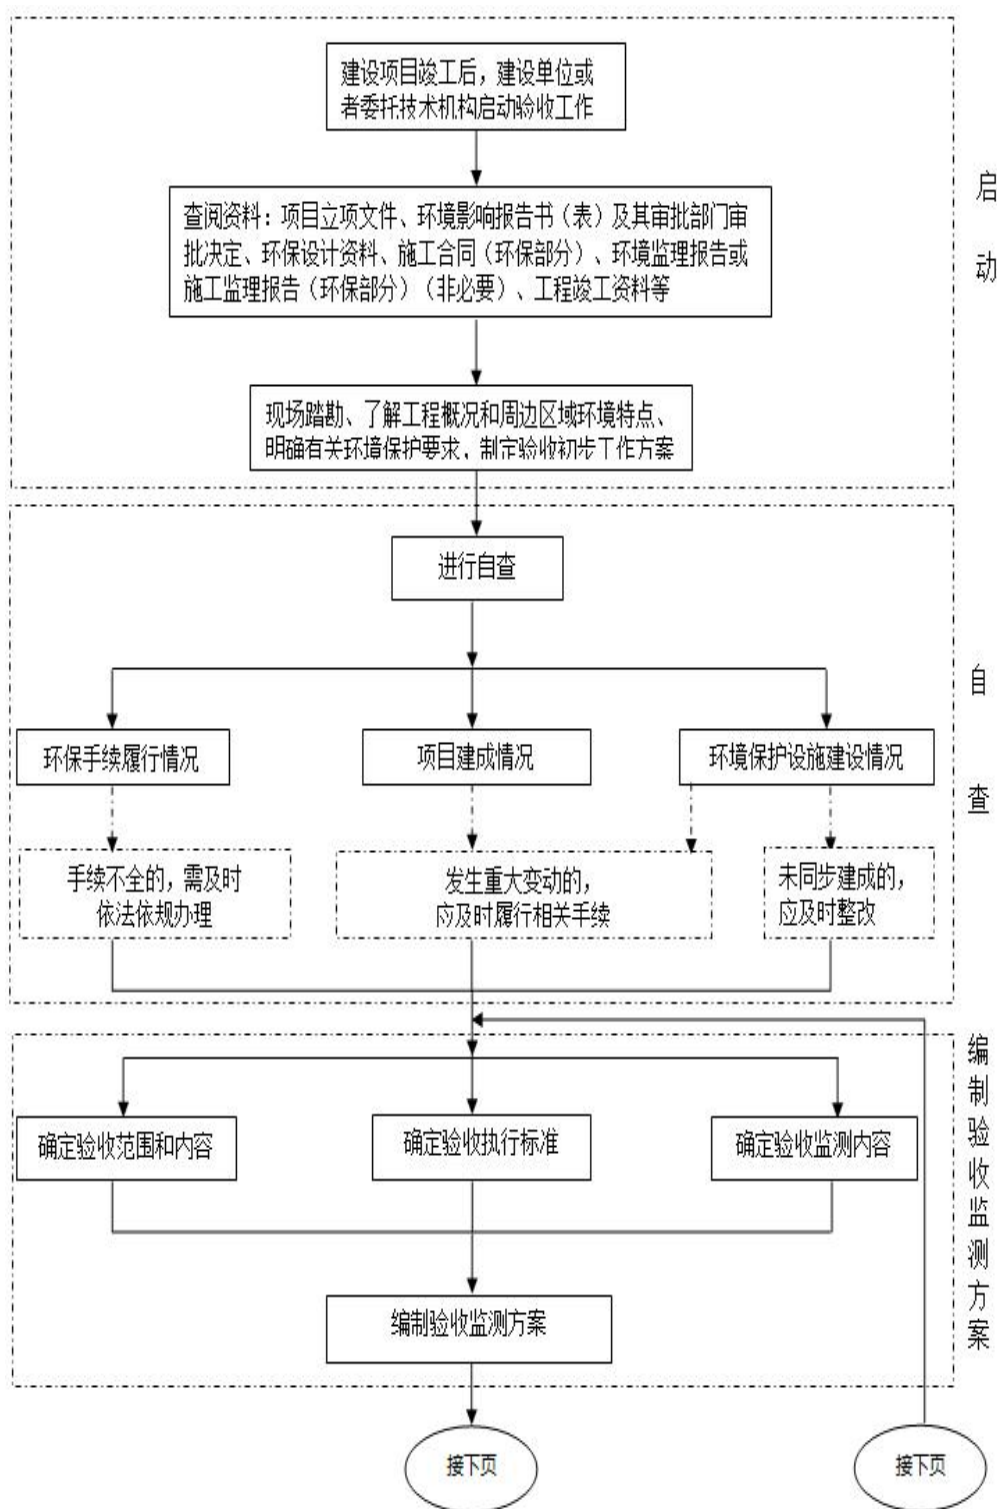 建设项目竣工后，建设单位或
者委托技术机构启动验收工作
启
动
查阅资料：项目立项文件、环境影响报告书（表）及其审批部门审
批决定、环保设计资料、施工合同（环保部分）、环境监理报告或
施工监理报告（环保部分）（非必要）、工程竣工资料等
现场踏勘、了解工程概况和周边区域环境特点、
明确有关环境保护要求，制定验收初步工作方案
进行自查
自
查
环保手续履行情况
项目建成情况
环境保护设施建设情况
手续不全的，需及时
依法依规办理
发生重大变动的，
应及时履行相关手续
未同步建成的，
应及时整改
编
制
验
收
监
测
方
案
确定验收范围和内容
确定验收执行标准
确定验收监测内容
编制验收监测方案
接下页
接下页